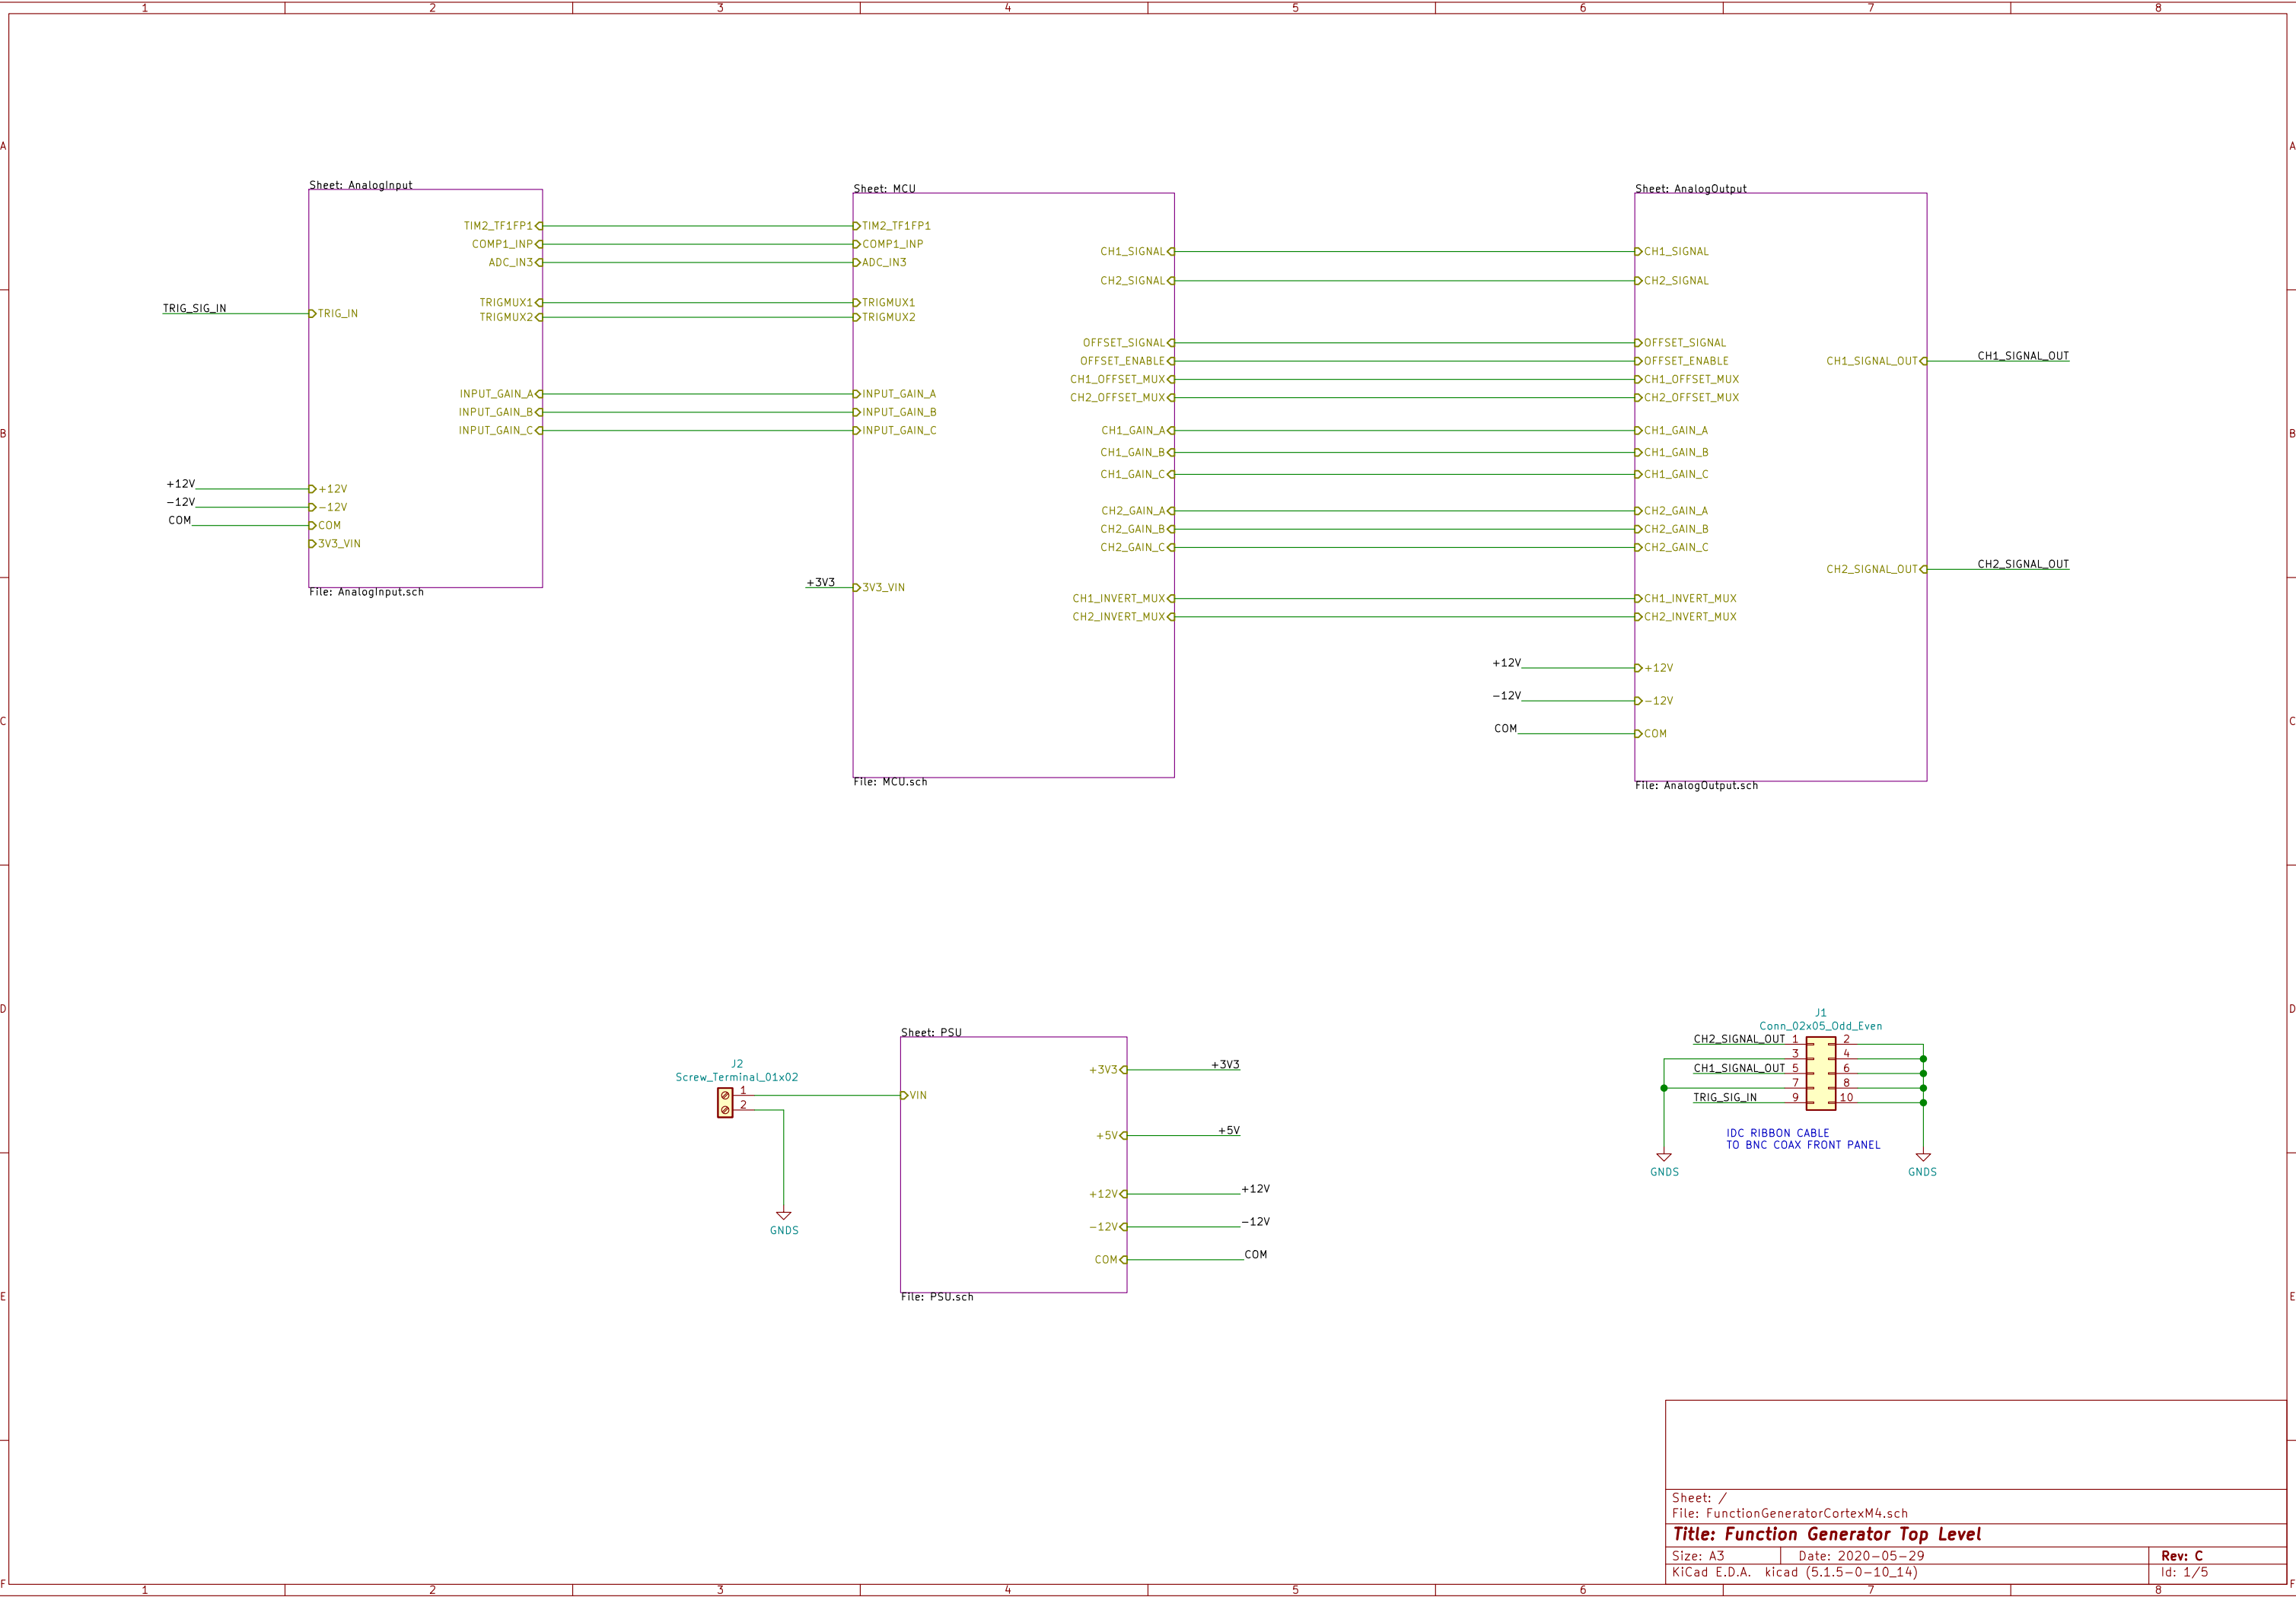 1 2 3 4 5 6 7 8
A
B
C
D
E
F
Sheet: AnalogInput
TIM2_TF1FP1
COMP1_INP
ADC_IN3
TRIGMUX1
TRIGMUX2
TRIG_SIG_IN
TRIG_IN
INPUT_GAIN_A
INPUT_GAIN_B
INPUT_GAIN_C
+12V +12V
-12V -12V
COM COM
3V3_VIN
File: AnalogInput.sch
Sheet: MCU
TIM2_TF1FP1
COMP1_INP
ADC_IN3
TRIGMUX1
TRIGMUX2
INPUT_GAIN_A
INPUT_GAIN_B
INPUT_GAIN_C
+3V3 3V3_VIN
CH1_SIGNAL
CH2_SIGNAL
OFFSET_SIGNAL
OFFSET_ENABLE
CH1_OFFSET_MUX
CH2_OFFSET_MUX
CH1_GAIN_A
CH1_GAIN_B
CH1_GAIN_C
CH2_GAIN_A
CH2_GAIN_B
CH2_GAIN_C
CH1_INVERT_MUX
CH2_INVERT_MUX
File: MCU.sch
Sheet: AnalogOutput
CH1_SIGNAL
CH2_SIGNAL
OFFSET_SIGNAL
OFFSET_ENABLE
CH1_OFFSET_MUX
CH2_OFFSET_MUX
CH1_GAIN_A
CH1_GAIN_B
CH1_GAIN_C
CH2_GAIN_A
CH2_GAIN_B
CH2_GAIN_C
CH1_INVERT_MUX
CH2_INVERT_MUX
+12V +12V
-12V -12V
COM COM
CH1_SIGNAL_OUT CH1_SIGNAL_OUT
CH2_SIGNAL_OUT CH2_SIGNAL_OUT
File: AnalogOutput.sch
J2
Screw_Terminal_01x02
1
2
GNDS
Sheet: PSU
VIN
+3V3 +3V3
+5V +5V
+12V +12V
-12V -12V
COM COM
File: PSU.sch
J1
Conn_02x05_Odd_Even
CH2_SIGNAL_OUT 1 2
3 4
CH1_SIGNAL_OUT 5 6
7 8
TRIG_SIG_IN 9 10
IDC RIBBON CABLE
TO BNC COAX FRONT PANEL
GNDS GNDS
Sheet: /
File: FunctionGeneratorCortexM4.sch
Title: Function Generator Top Level
Size: A3 Date: 2020-05-29 Rev: C
KiCad E.D.A. kicad (5.1.5-0-10_14) Id: 1/5
A
B
C
D
E
F
1 2 3 4 5 6 7 8